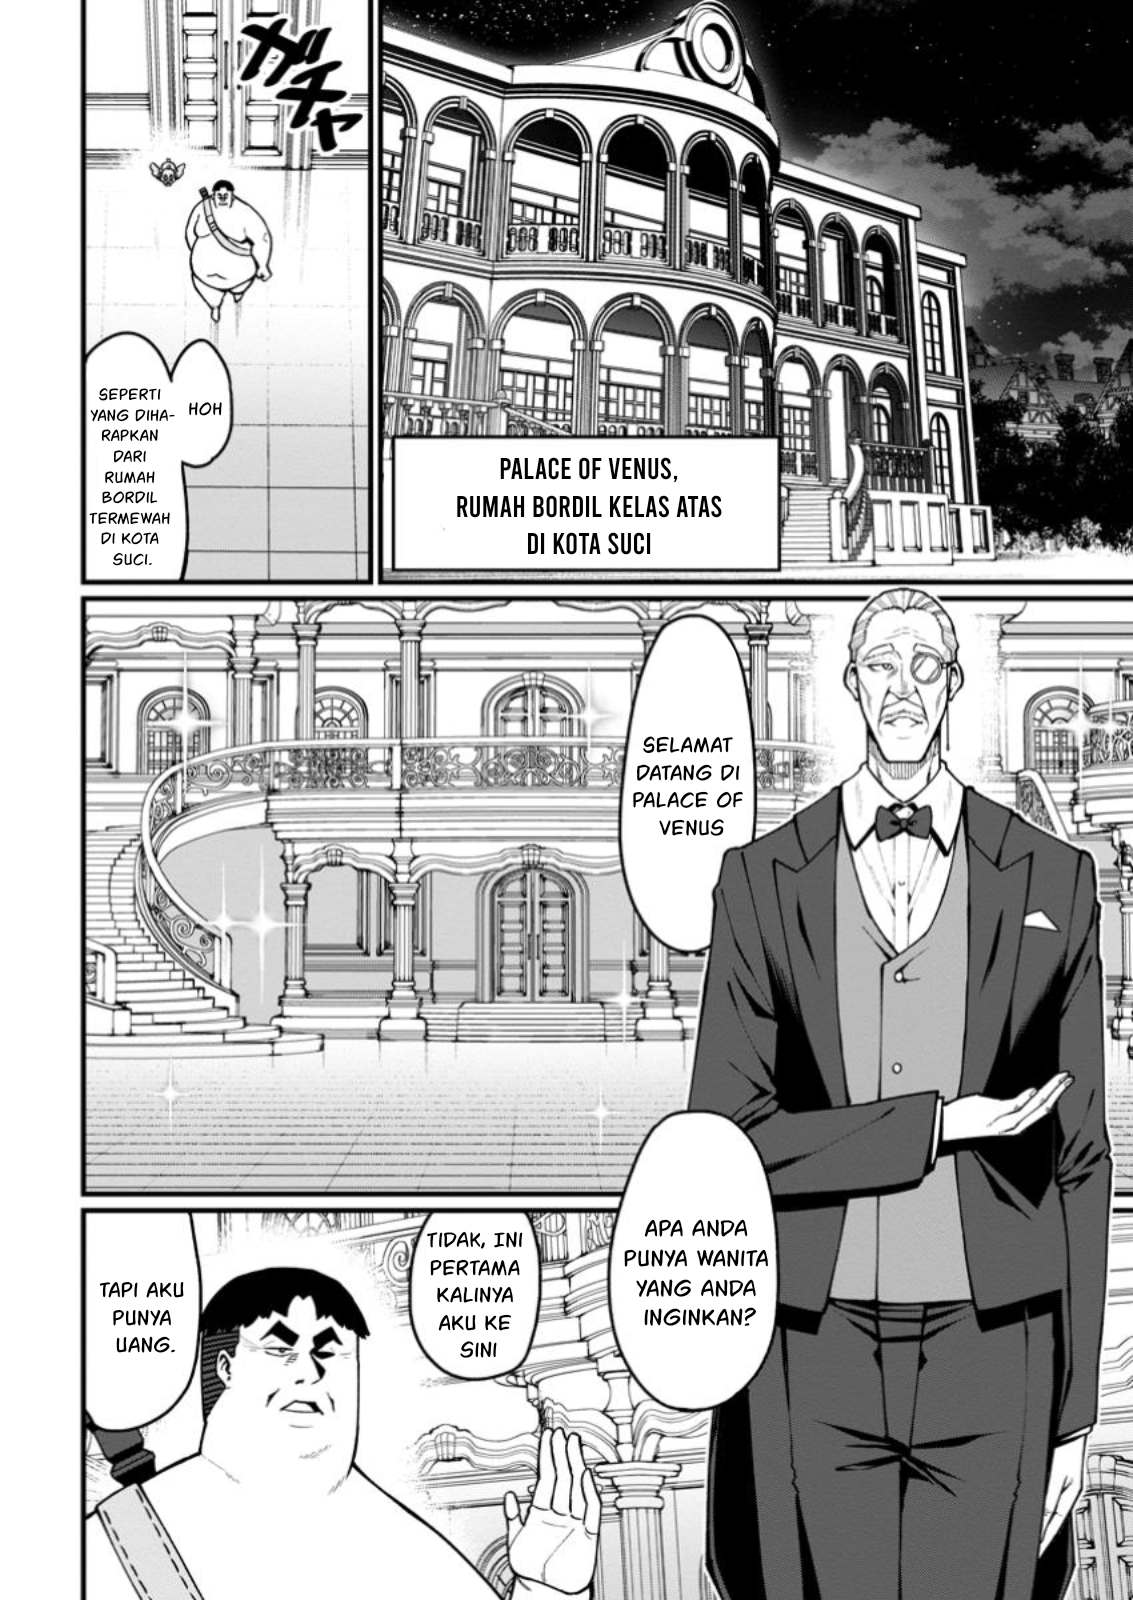 PALACE OF VENUS,
RUMAH BORDIL KELAS ATAS
DI KOTA SUCI
ガチャ
HOH
SEPERTI
YANG DIHA-
RAPKAN
DARI
RUMAH
BORDIL
TERMEWAH
DI KOTA
SUCI.
SELAMAT
DATANG DI
PALACE OF
VENUS
APA ANDA
PUNYA WANITA
YANG ANDA
INGINKAN?
TIDAK, INI
PERTAMA
KALINYA
AKU KE
SINI
TAPI AKU
PUNYA
UANG.